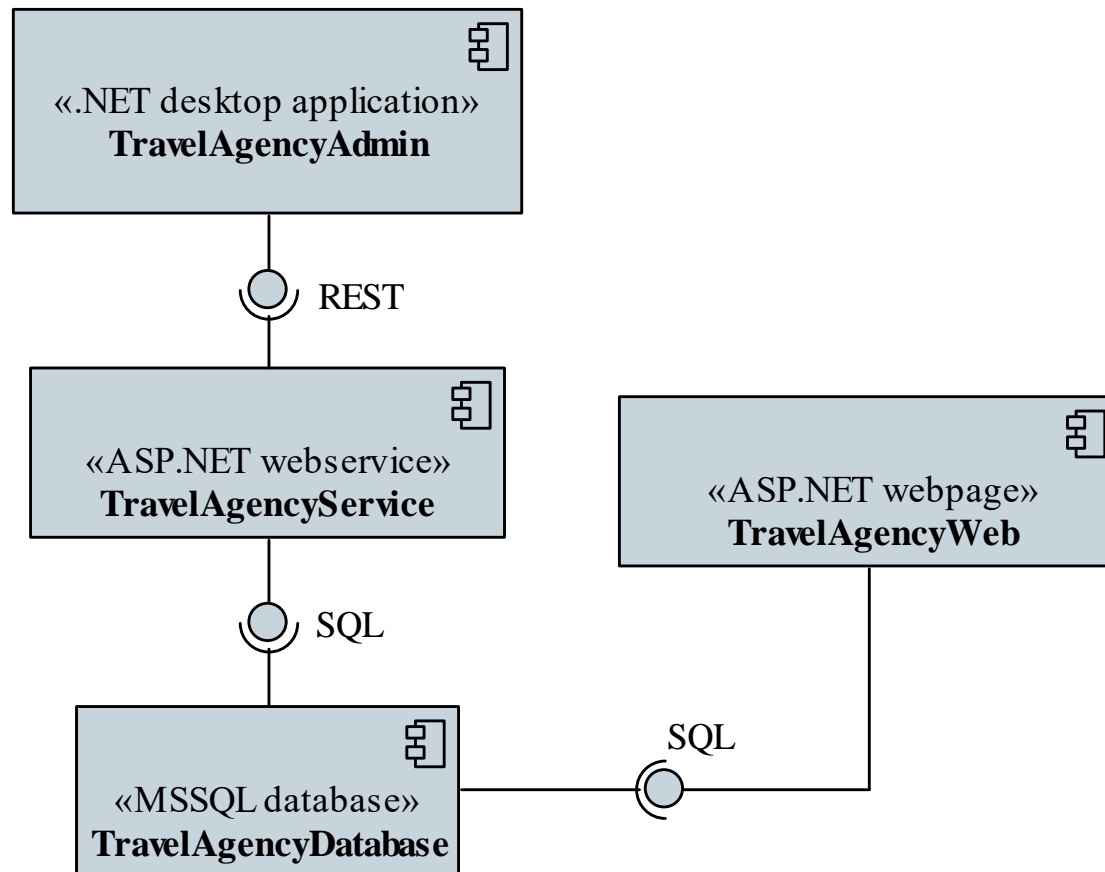 «.NET desktop application»
TravelAgencyAdmin
REST
«ASP.NET webservice»
TravelAgencyService
«ASP.NET webpage»
TravelAgencyWeb
SQL
SQL
«MSSQL database»
TravelAgencyDatabase